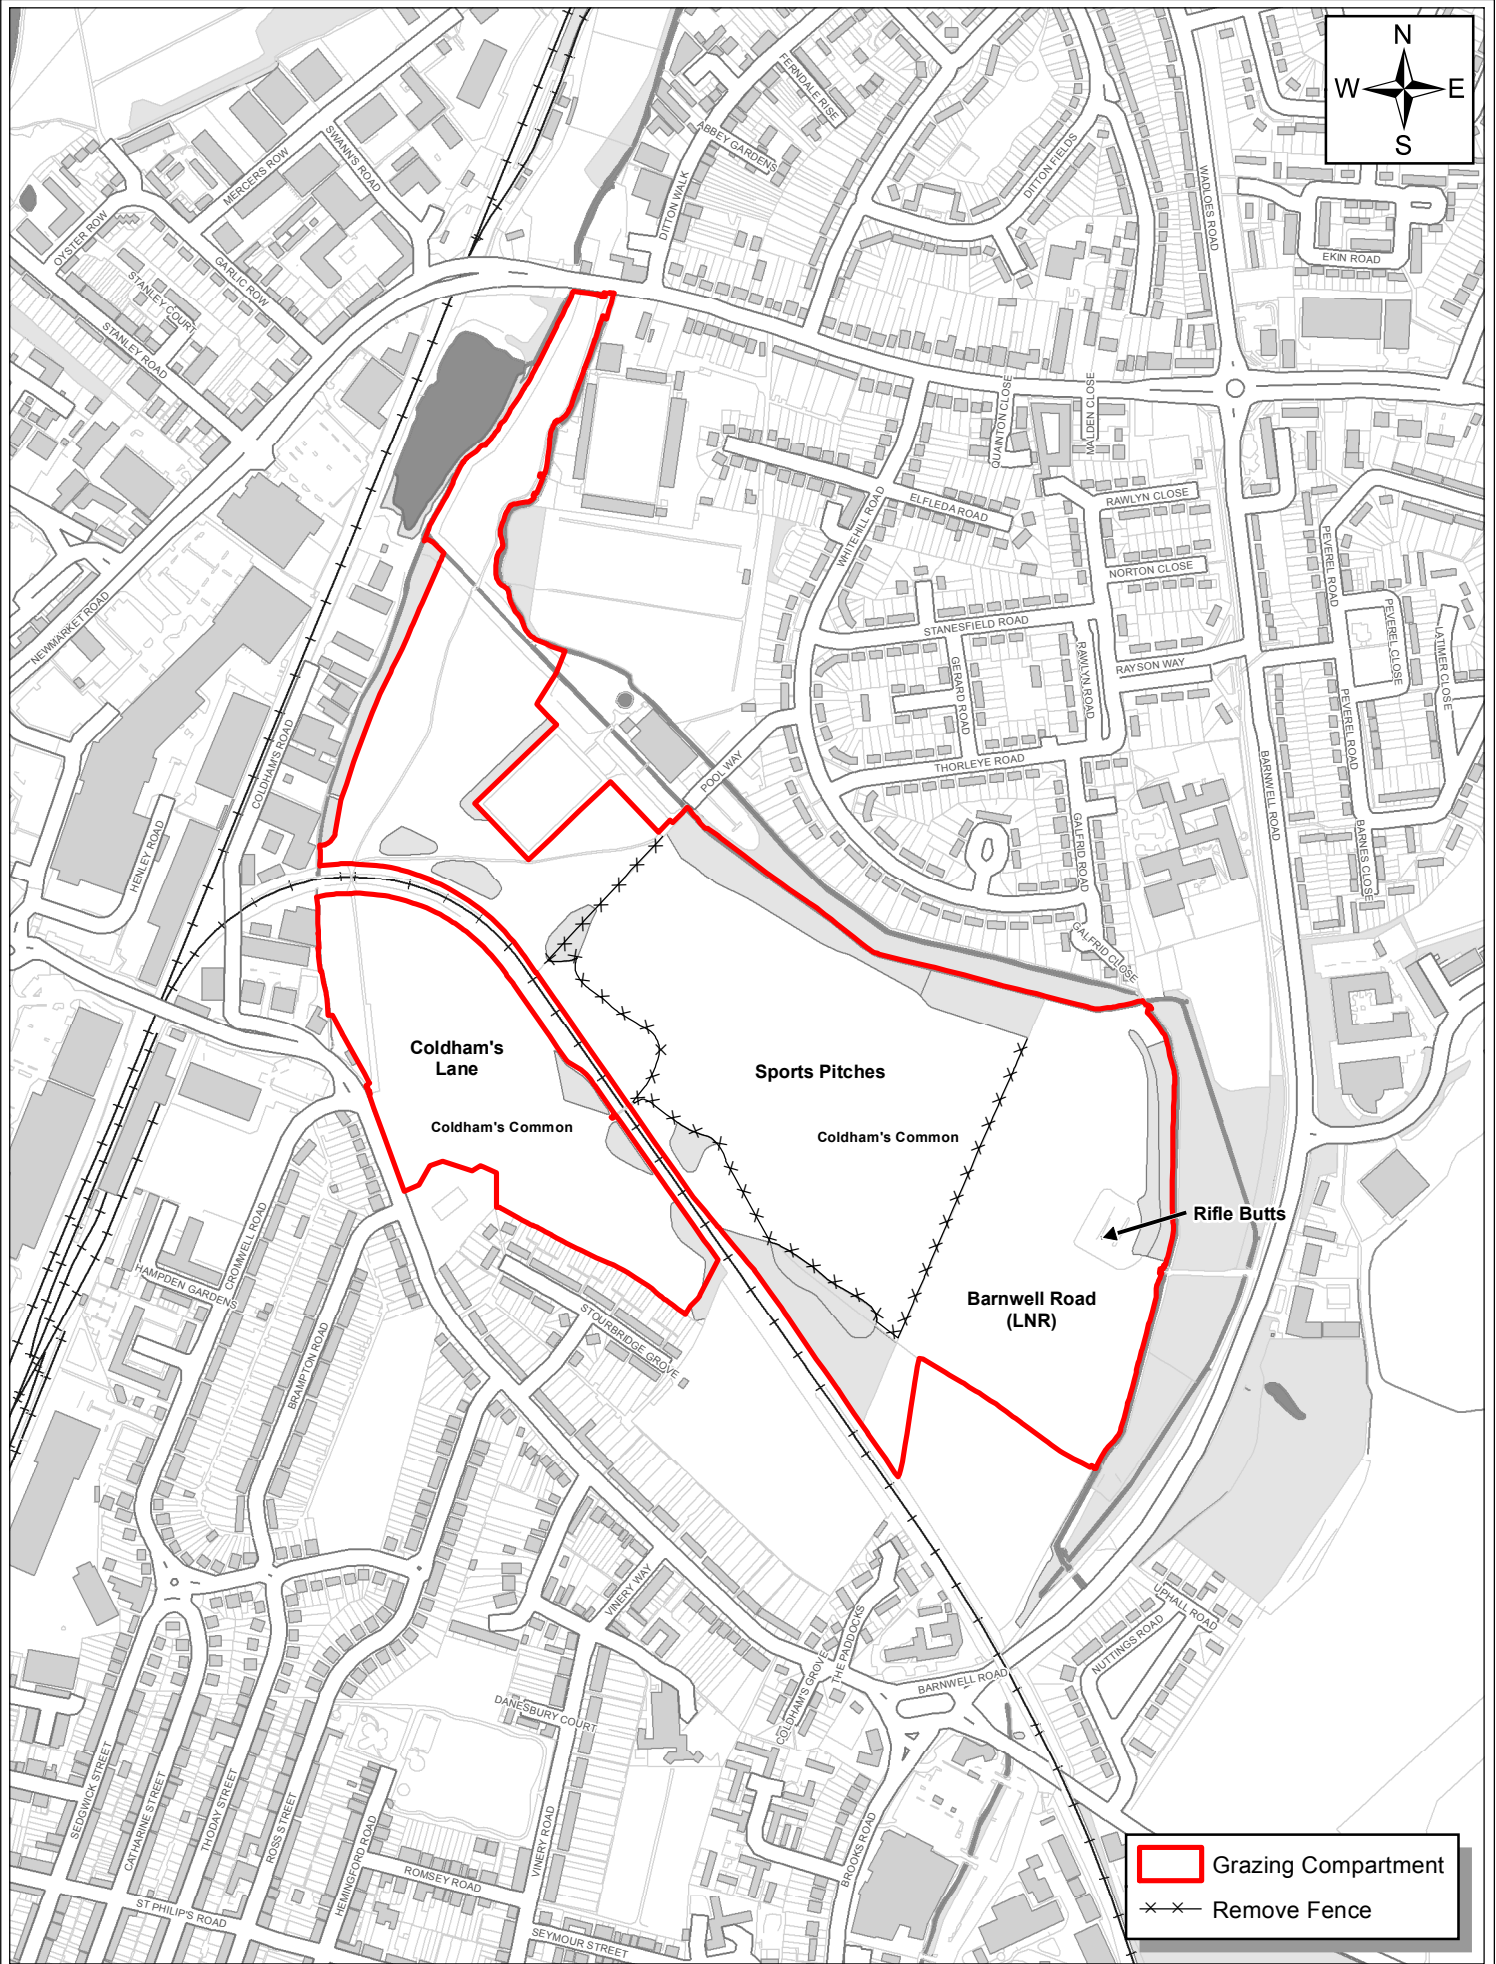 N
W E
S
FERNDALE RISE
ABBEY GARDENS
SWANN'S ROAD
MERCERS ROW
DITTON WALK
DITTON FIELDS
WADLOES ROAD
OYSTER ROW
GARLIC ROW
EKIN ROAD
STANLEY COURT
STANLEY ROAD
QUAINTON CLOSE
MALDEN CLOSE
ELFLEDA ROAD
RAWLYN CLOSE
WHITEHILL ROAD
PEVEREL ROAD
NORTON CLOSE
NEWMARKET ROAD
STANESFIELD ROAD
PEVEREL CLOSE
LATIMER CLOSE
GERARD ROAD
RAWLYN ROAD
RAYSON WAY
PEVEREL ROAD
COLDHAM'S ROAD
POOL WAY
THORLEYE ROAD
BARNWELL ROAD
HENLEY ROAD
GALFRID ROAD
BARNES CLOSE
GALFRID CLOSE
Coldham's
Lane
Sports Pitches
Coldham's Common
Coldham's Common
Rifle Butts
CROMWELL ROAD
HAMPDEN GARDENS
Barnwell Road
(LNR)
STOURBRIDGE GROVE
BRAMPTON ROAD
VINERY WAY
UPHALL ROAD
NUTTINGS ROAD
THE PADDOCKS
COLDHAM'S GROVE
BARNWELL ROAD
DANESBURY COURT
SEDGWICK STREET
CATHARINE STREET
THODAY STREET
ROSS STREET
HEMINGFORD ROAD
VINERY ROAD
BROOKS ROAD
ROMSEY ROAD
ST PHILIP'S ROAD
SEYMOUR STREET
Grazing Compartment
Remove Fence